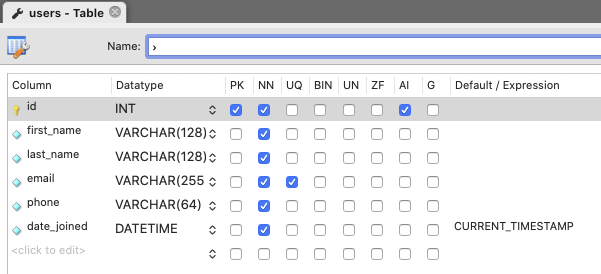 users - Table
Name: ›
Column Datatype PK NN UQ BIN UN ZF AI G Default / Expression
id INT
first_name VARCHAR(128)
last_name VARCHAR(128)
email VARCHAR(255
phone VARCHAR(64)
date_joined DATETIME CURRENT_TIMESTAMP
<click to edit>